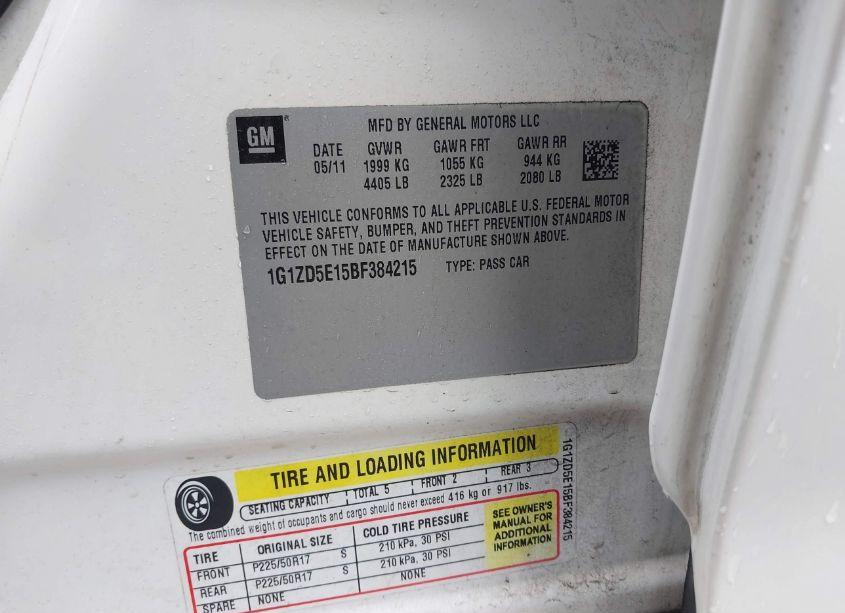 GM ®
MFD BY GENERAL MOTORS LLC
DATE GVWR GAWR FRT GAWR RR
05/11 1999 KG 1055 KG 944 KG
4405 LB 2325 LB 2080 LB
THIS VEHICLE CONFORMS TO ALL APPLICABLE U.S. FEDERAL MOTOR
VEHICLE SAFETY, BUMPER, AND THEFT PREVENTION STANDARDS IN
EFFECT ON THE DATE OF MANUFACTURE SHOWN ABOVE.
1G1ZD5E15BF384215 TYPE: PASS CAR
TIRE AND LOADING INFORMATION
SEATING CAPACITY TOTAL 5 FRONT 2 REAR 3
The combined weight of occupants and cargo should never exceed 416 kg or 917 lbs.
TIRE ORIGINAL SIZE COLD TIRE PRESSURE
FRONT P225/50R17 S 210 kPa, 30 PSI
REAR P225/50R17 S 210 kPa, 30 PSI
SPARE NONE NONE
SEE OWNER'S
MANUAL FOR
ADDITIONAL
INFORMATION
1G1ZD5E15BF384215